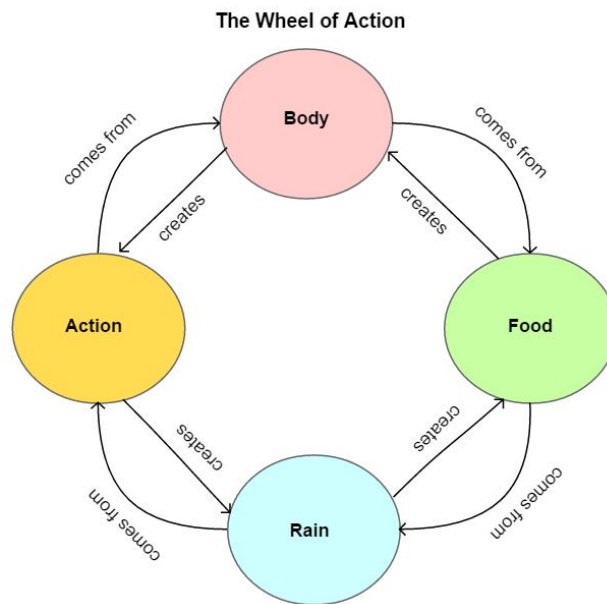 The Wheel of Action
Body
comes from
comes from
creates
creates
Action
Food
creates
creates
comes from
comes from
Rain